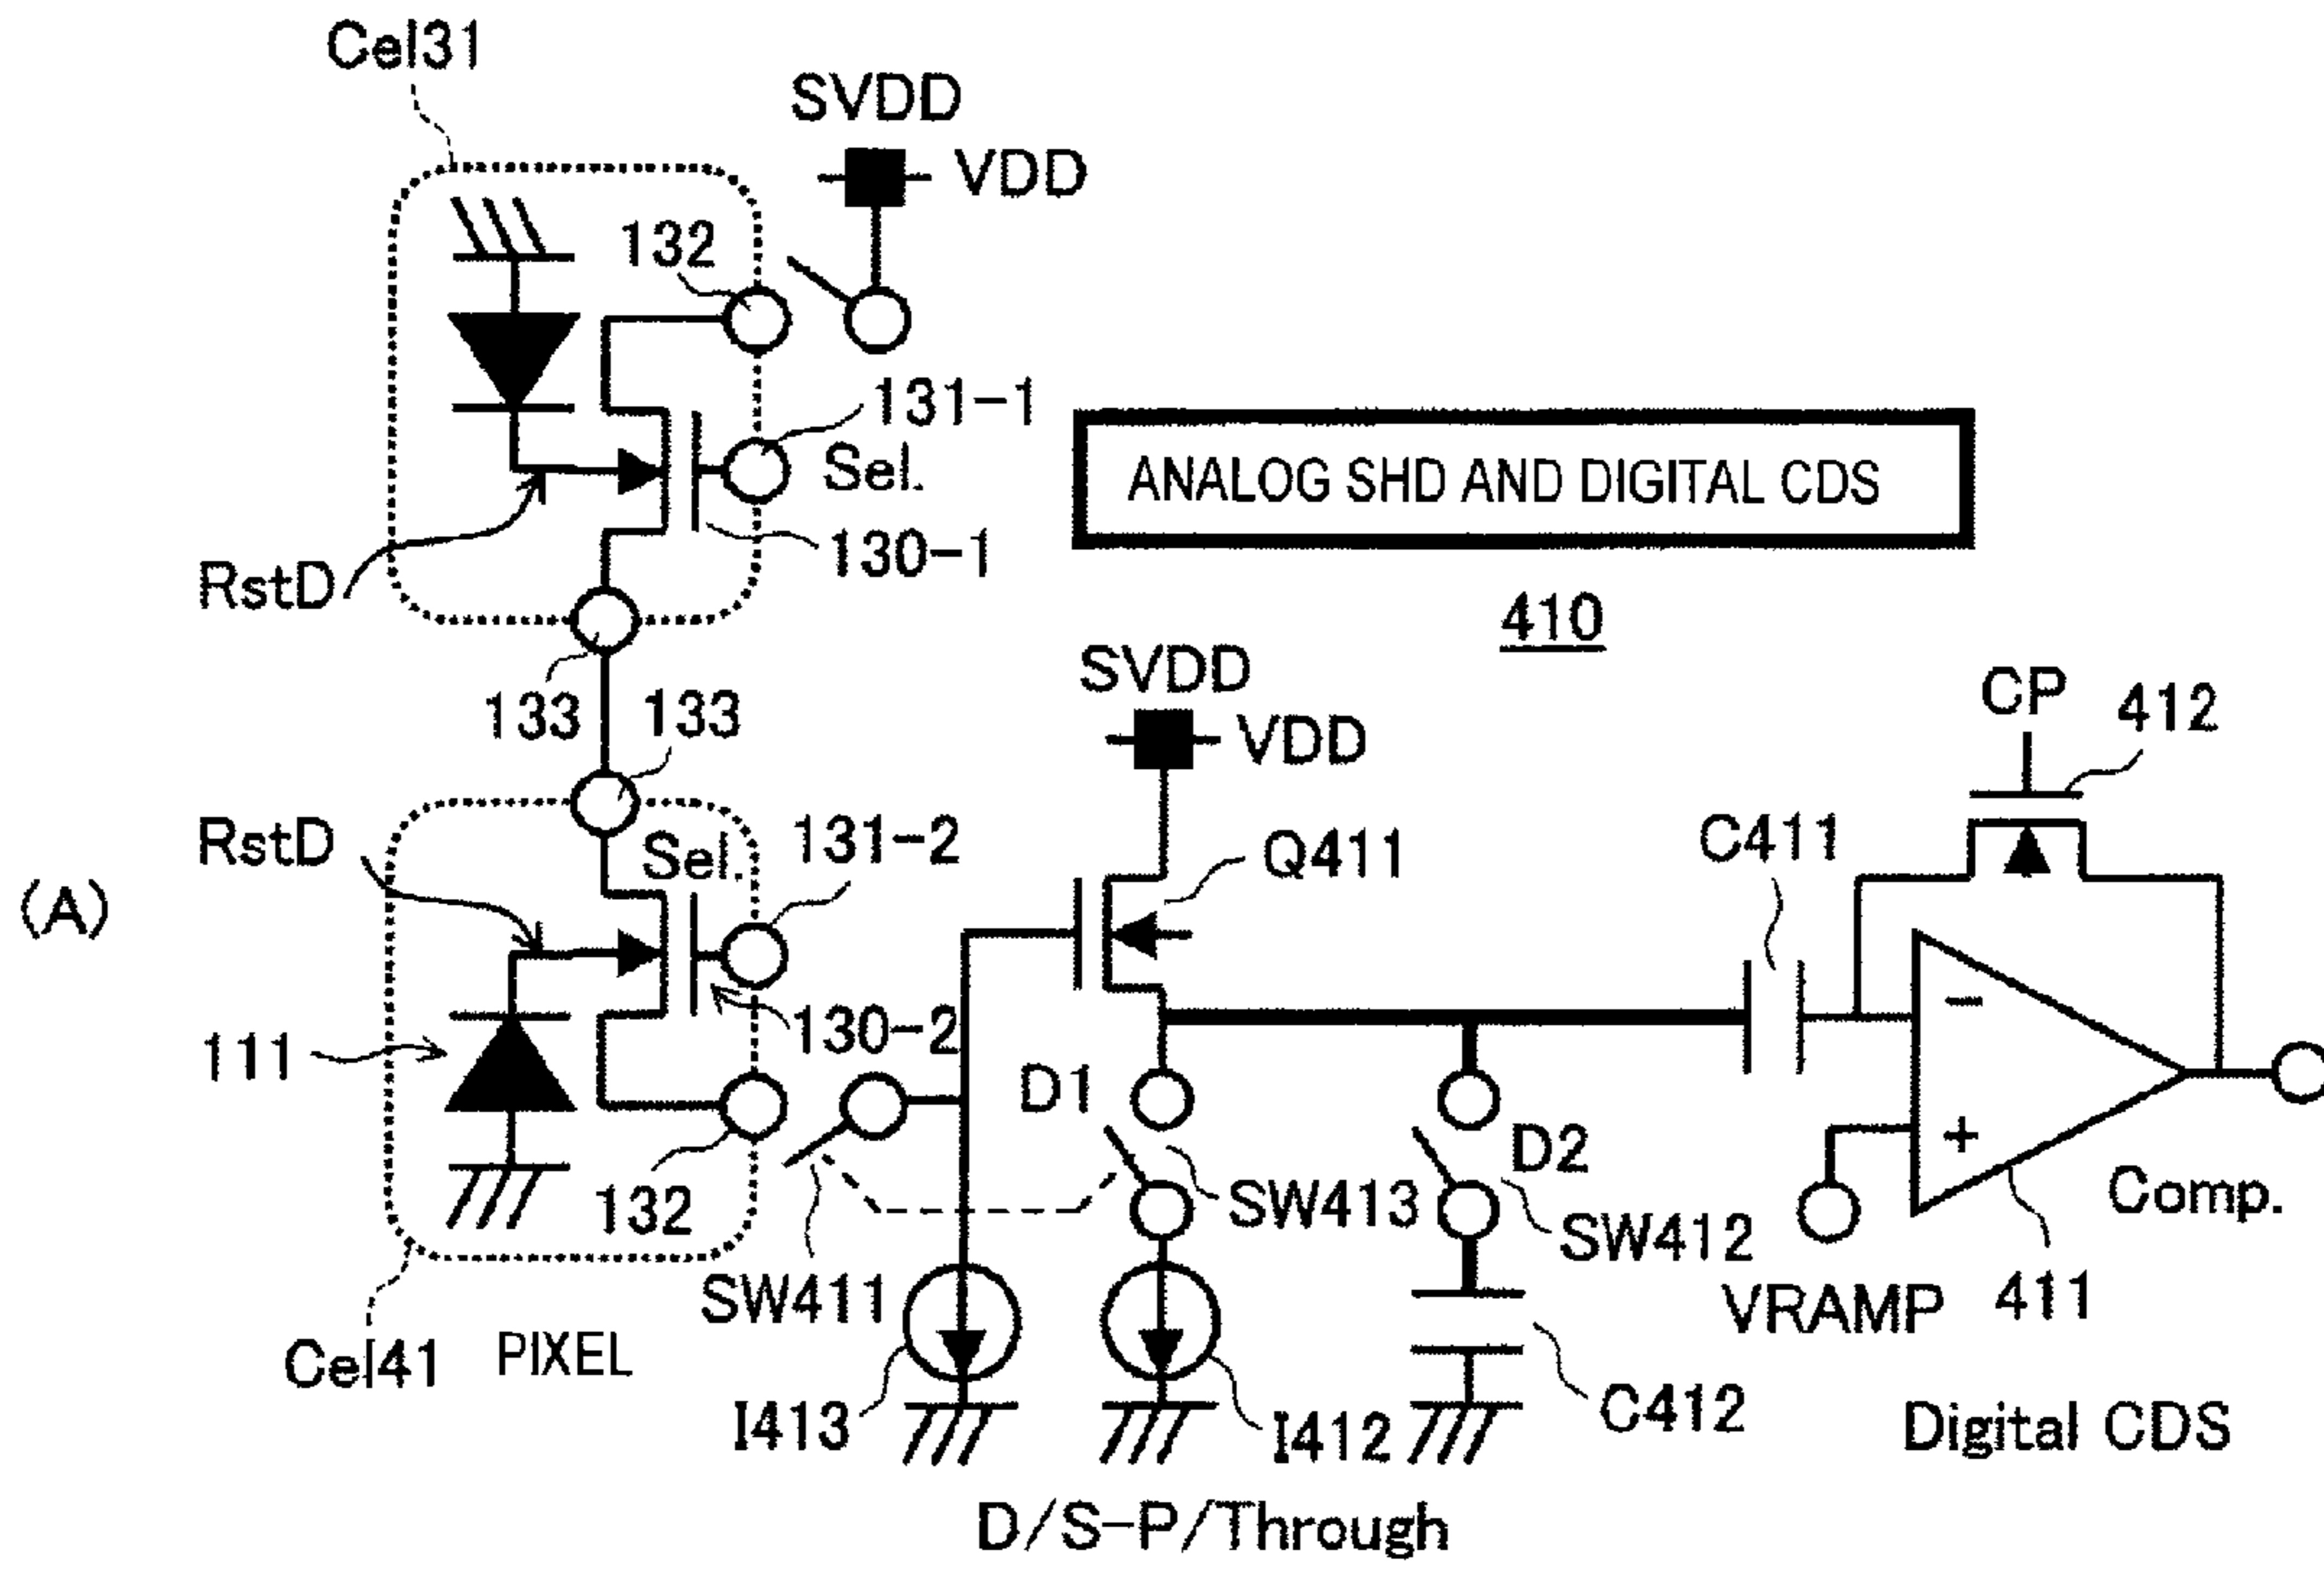 Cel31
SVDD
VDD
132
131-1
Sel.
130-1
RstD
133
ANALOG SHD AND DIGITAL CDS
410
133
SVDD
VDD
CP
412
RstD
Sel.
131-2
Q411
C411
(A)
130-2
111
D1
D2
132
SW411
SW413
SW412
Comp.
−
+
VRAMP
411
Cel41
PIXEL
I413
I412
C412
Digital CDS
D/S-P/Through